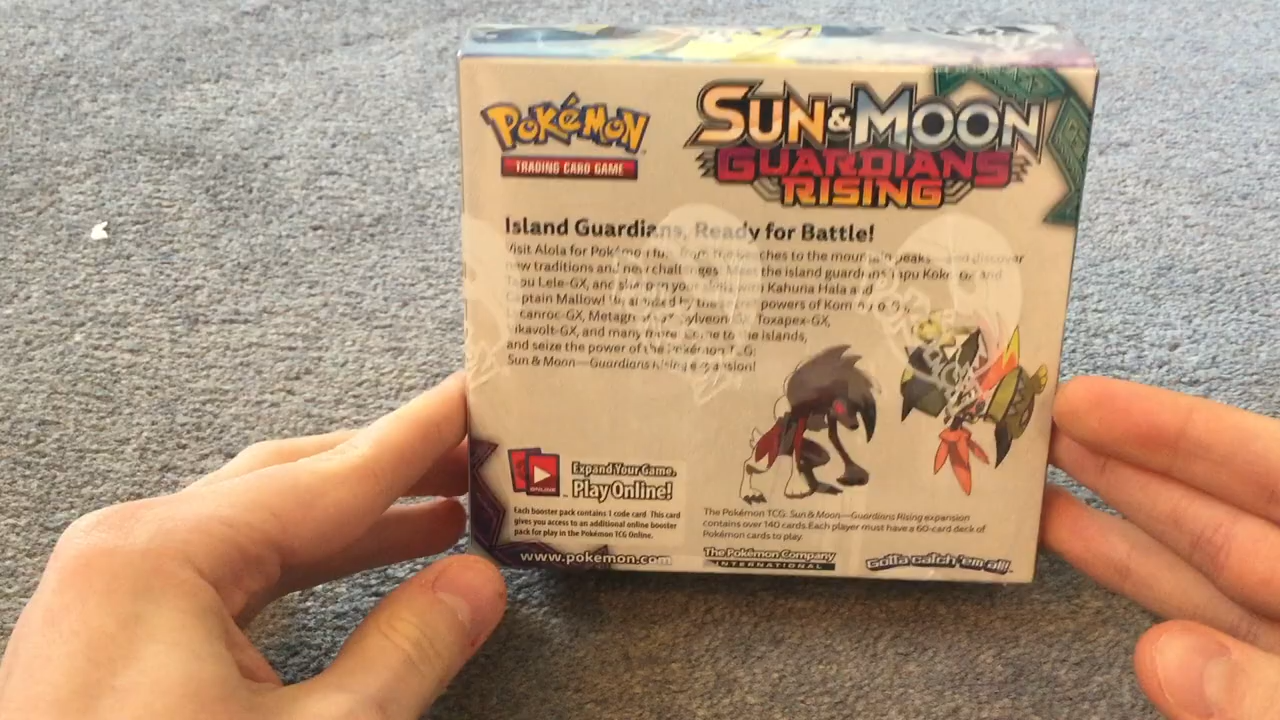 Pokémon
TRADING CARD GAME
SUN & MOON
GUARDIANS
RISING
Island Guardians, Ready for Battle!
Visit Alola for Pokémon fun, from the beaches to the mountain peaks, and discover
new traditions and new challenges! Meet the island guardians Tapu Koko-GX and
Tapu Lele-GX, and sharpen your skills with Kahuna Hala and
Captain Mallow! by the powers of
Lycanroc-GX, Sylveon-GX, Toxapex-GX,
Vikavolt-GX, and many more! Come to the islands,
and seize the power of the Pokémon TCG:
Sun & Moon—Guardians Rising expansion!
ONLINE
Expand Your Game.
Play Online!
Each booster pack contains 1 code card. This card
gives you access to an additional online booster
pack for play in the Pokémon TCG Online.
www.pokemon.com
The Pokémon TCG: Sun & Moon—Guardians Rising expansion
contains over 140 cards. Each player must have a 60-card deck of
Pokémon cards to play.
The Pokémon Company
INTERNATIONAL
Gotta catch 'em all!